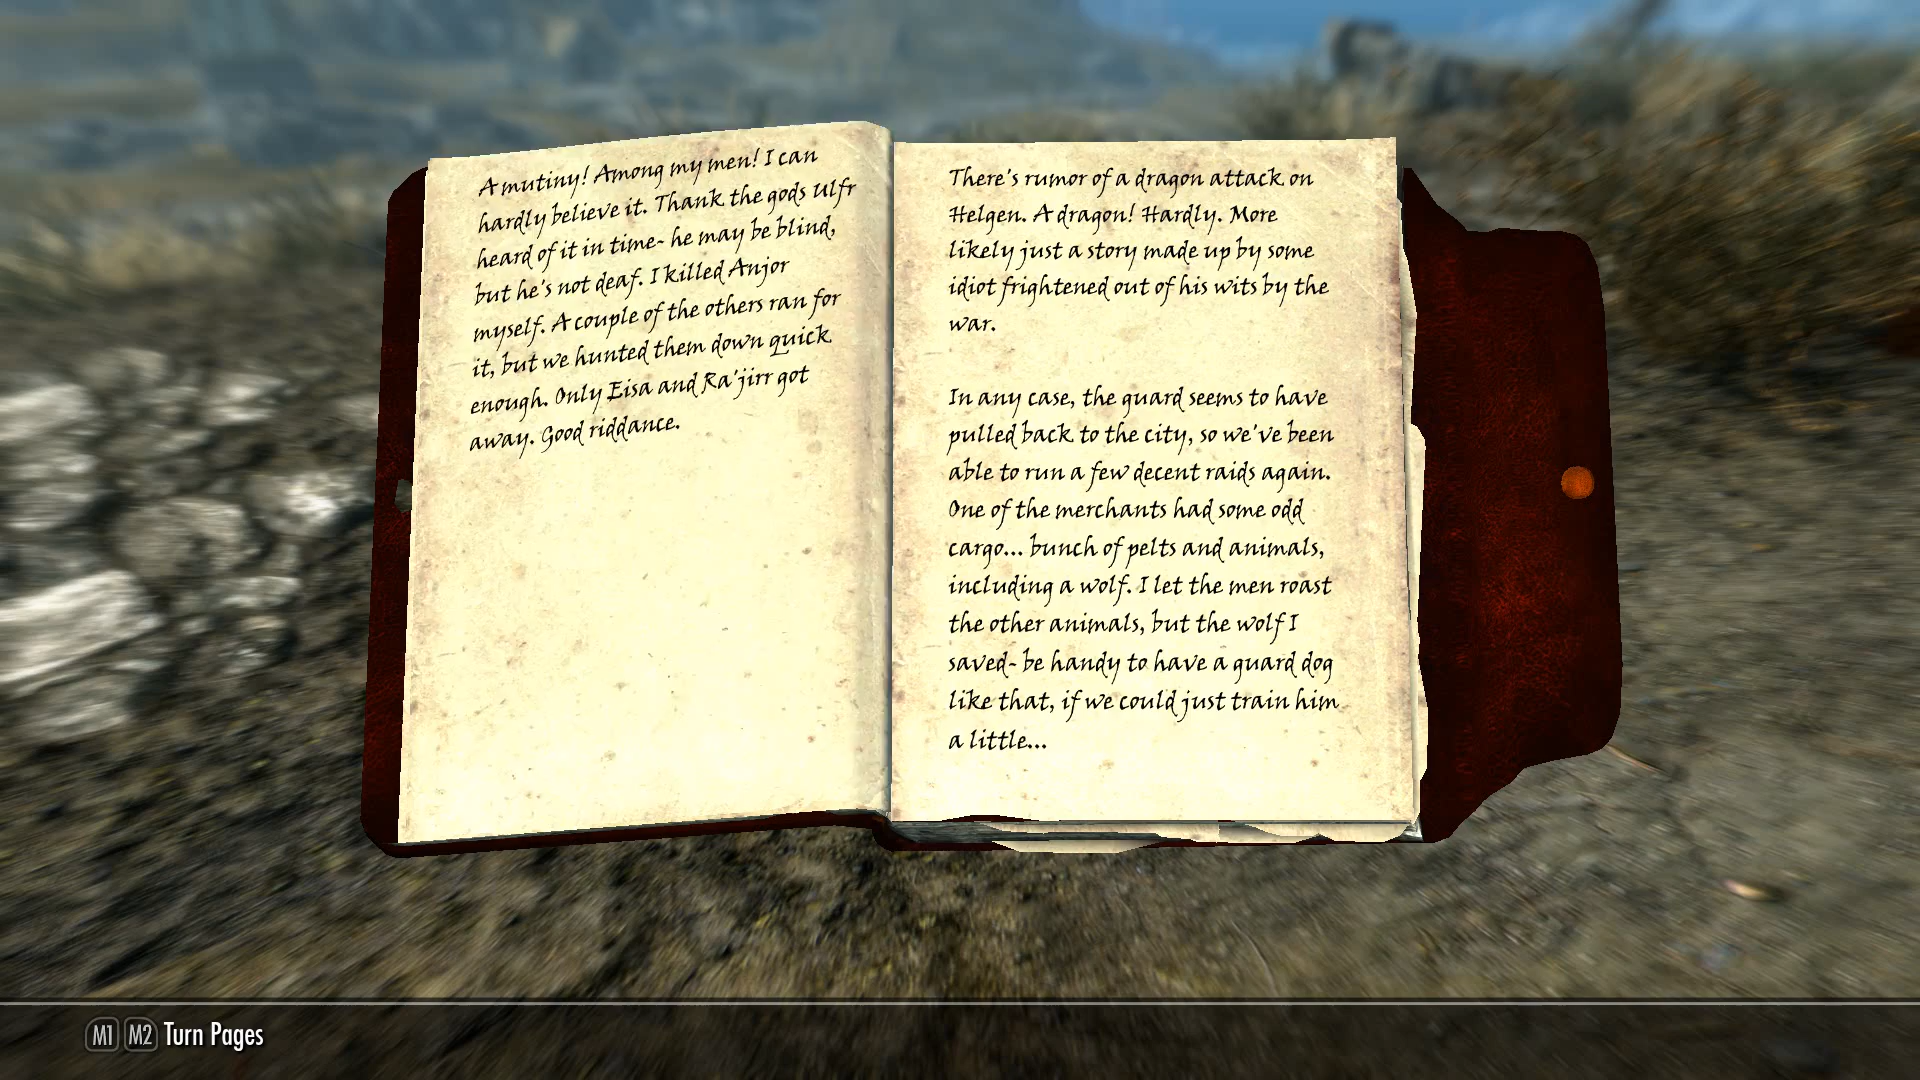 A mutiny! Among my men! I can
hardly believe it. Thank the gods Ulfr
heard of it in time- he may be blind,
but he's not deaf. I killed Anjor
myself. A couple of the others ran for
it, but we hunted them down quick
enough. Only Eisa and Ra'jirr got
away. Good riddance.
There's rumor of a dragon attack on
Helgen. A dragon! Hardly. More
likely just a story made up by some
idiot frightened out of his wits by the
war.
In any case, the guard seems to have
pulled back to the city, so we've been
able to run a few decent raids again.
One of the merchants had some odd
cargo... bunch of pelts and animals,
including a wolf. I let the men roast
the other animals, but the wolf I
saved- be handy to have a guard dog
like that, if we could just train him
a little...
M1 M2 Turn Pages